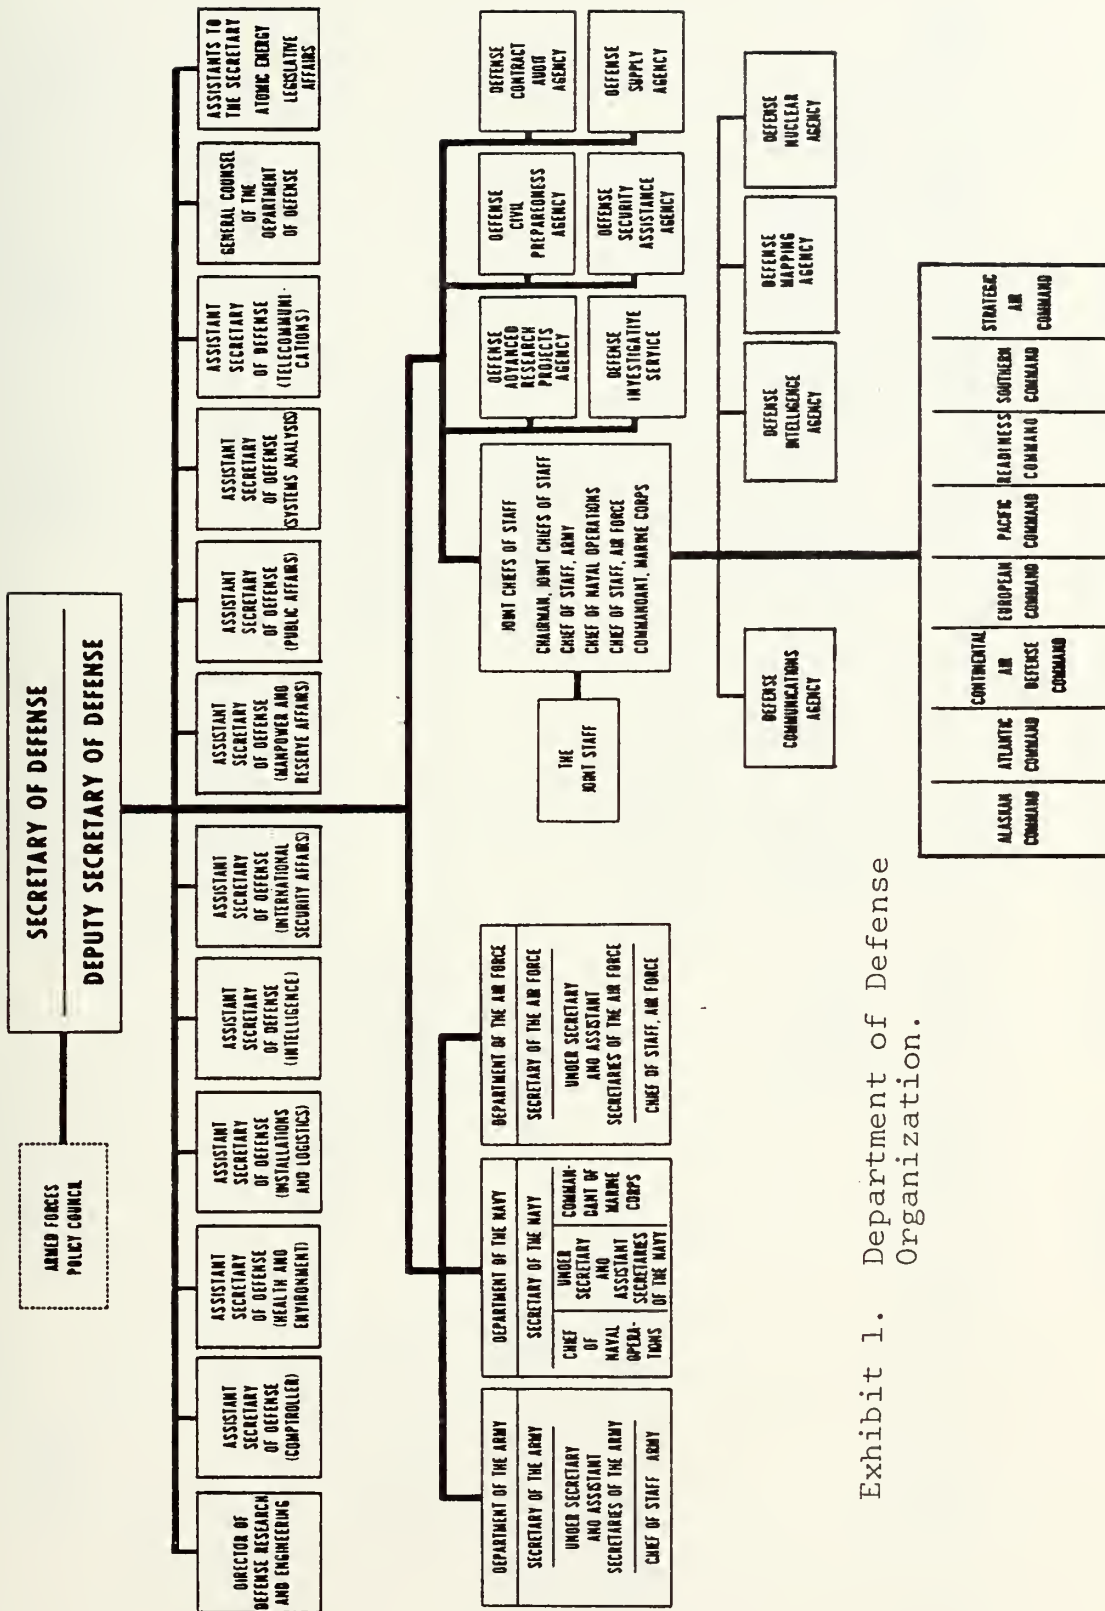 SECRETARY OF DEFENSE
DEPUTY SECRETARY OF DEFENSE
ARMED FORCES
POLICY COUNCIL
DIRECTOR OF
DEFENSE RESEARCH
AND ENGINEERING
ASSISTANT
SECRETARY
OF DEFENSE
(COMPTROLLER)
ASSISTANT
SECRETARY
OF DEFENSE
(HEALTH AND
ENVIRONMENT)
ASSISTANT
SECRETARY
OF DEFENSE
(INSTALLATIONS
AND LOGISTICS)
ASSISTANT
SECRETARY
OF DEFENSE
(INTELLIGENCE)
ASSISTANT
SECRETARY
OF DEFENSE
(INTERNATIONAL
SECURITY AFFAIRS)
ASSISTANT
SECRETARY
OF DEFENSE
(MANPOWER AND
RESERVE AFFAIRS)
ASSISTANT
SECRETARY
OF DEFENSE
(PUBLIC AFFAIRS)
ASSISTANT
SECRETARY
OF DEFENSE
(SYSTEMS ANALYSIS)
ASSISTANT
SECRETARY
OF DEFENSE
(TELECOMMUNI-
CATIONS)
GENERAL COUNSEL
OF THE
DEPARTMENT
OF DEFENSE
ASSISTANTS TO
THE SECRETARY
ATOMIC ENERGY
LEGISLATIVE
AFFAIRS
DEPARTMENT OF THE ARMY
SECRETARY OF THE ARMY
UNDER SECRETARY
AND ASSISTANT
SECRETARIES OF THE ARMY
CHIEF OF STAFF ARMY
DEPARTMENT OF THE NAVY
SECRETARY OF THE NAVY
CHIEF
OF
NAVAL
OPERA-
TIONS
UNDER
SECRETARY
AND
ASSISTANT
SECRETARIES
OF THE NAVY
COMMAN-
DANT OF
MARINE
CORPS
DEPARTMENT OF THE AIR FORCE
SECRETARY OF THE AIR FORCE
UNDER SECRETARY
AND ASSISTANT
SECRETARIES OF THE AIR FORCE
CHIEF OF STAFF, AIR FORCE
THE
JOINT STAFF
JOINT CHIEFS OF STAFF
CHAIRMAN, JOINT CHIEFS OF STAFF
CHIEF OF STAFF, ARMY
CHIEF OF NAVAL OPERATIONS
CHIEF OF STAFF, AIR FORCE
COMMANDANT, MARINE CORPS
DEFENSE
ADVANCED
RESEARCH
PROJECTS
AGENCY
DEFENSE
INVESTIGATIVE
SERVICE
DEFENSE
CIVIL
PREPAREDNESS
AGENCY
DEFENSE
SECURITY
ASSISTANCE
AGENCY
DEFENSE
CONTRACT
AUDIT
AGENCY
DEFENSE
SUPPLY
AGENCY
DEFENSE
COMMUNICATIONS
AGENCY
DEFENSE
INTELLIGENCE
AGENCY
DEFENSE
MAPPING
AGENCY
DEFENSE
NUCLEAR
AGENCY
ALASKAN
COMMAND
ATLANTIC
COMMAND
CONTINENTAL
AIR
DEFENSE
COMMAND
EUROPEAN
COMMAND
PACIFIC
COMMAND
READINESS
COMMAND
SOUTHERN
COMMAND
STRATEGIC
AIR
COMMAND
Exhibit 1. Department of Defense
Organization.